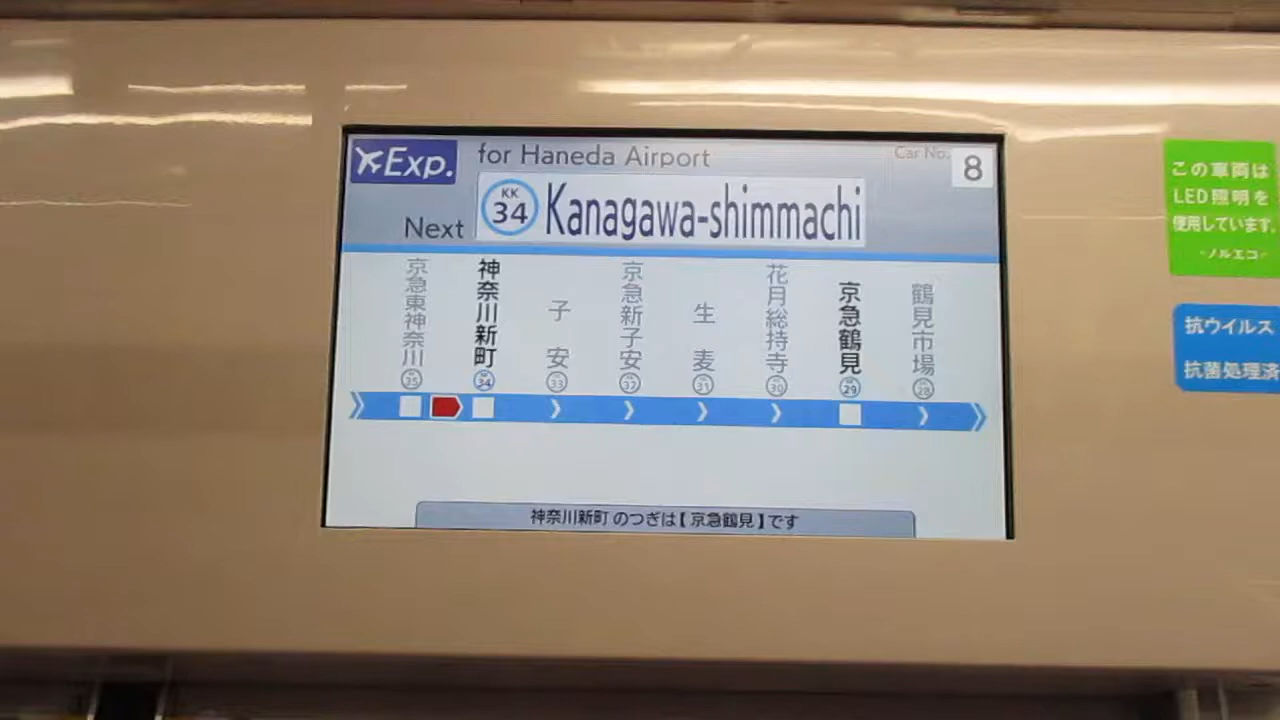 Exp.
for Haneda Airport
Car No. 8
Next
KK
34
Kanagawa-shimmachi
京急東神奈川
神奈川新町
子安
京急新子安
生麦
花月総持寺
京急鶴見
鶴見市場
35
34
33
32
31
30
29
28
神奈川新町 のつぎは【 京急鶴見 】です
この車両は
LED照明を
使用しています。
-ノルエコ-
抗ウイルス
抗菌処理済